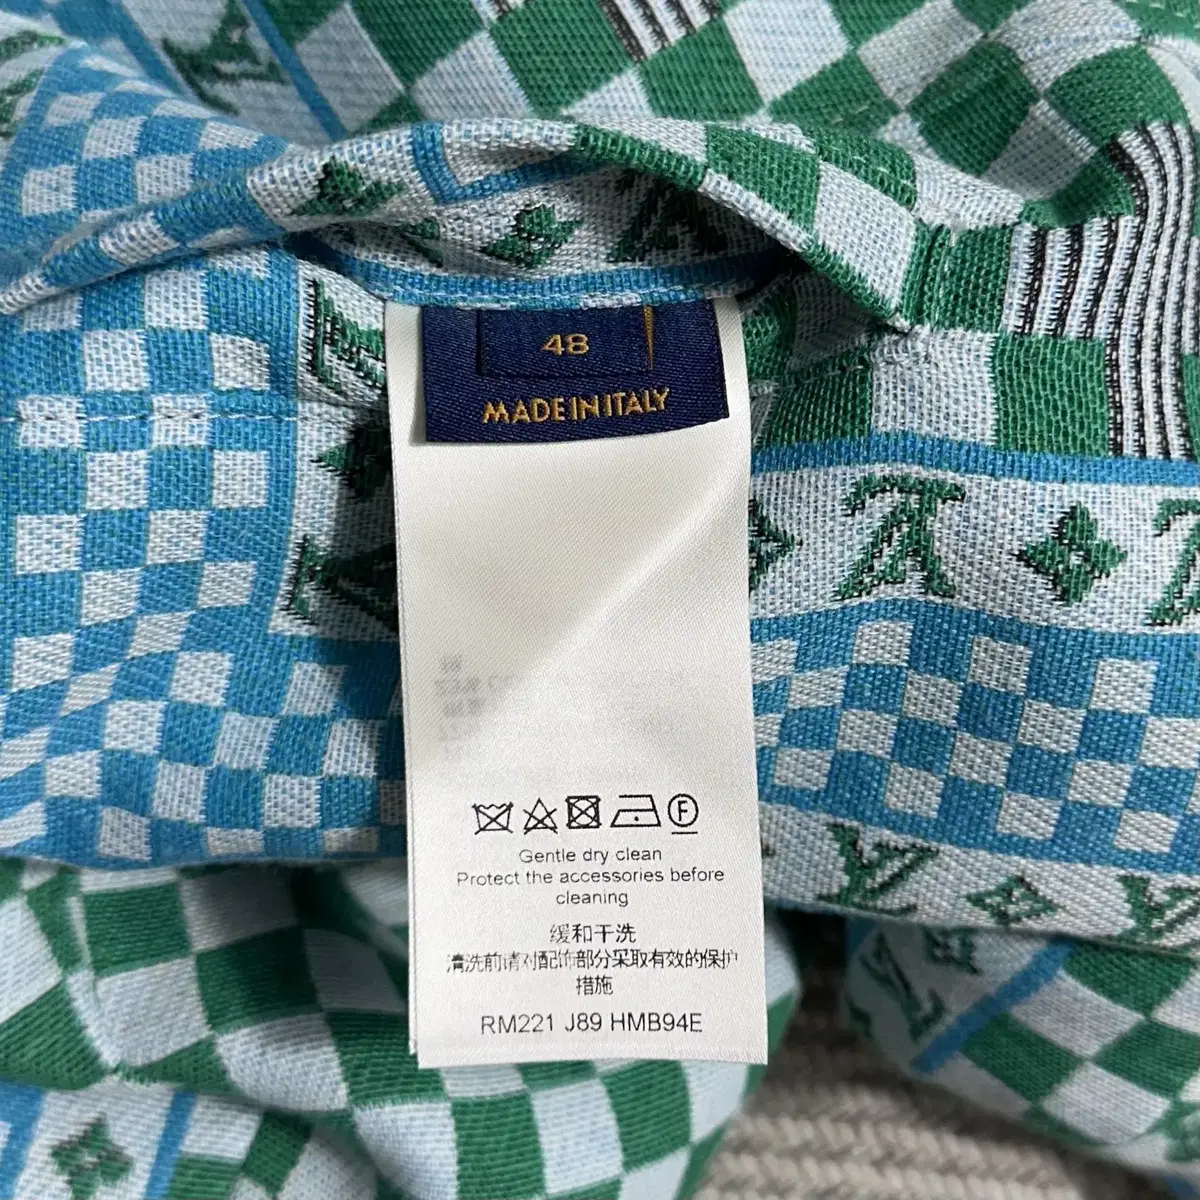 48
MADE IN ITALY
F
Gentle dry clean
Protect the accessories before
cleaning
缓和干洗
清洗前请对配饰部分采取有效的保护
措施
RM221 J89 HMB94E